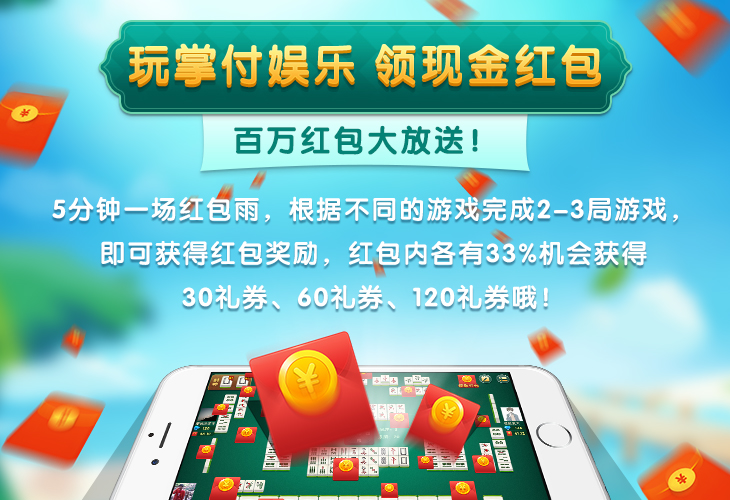 玩掌付娱乐 领现金红包
百万红包大放送！
5分钟一场红包雨，根据不同的游戏完成2-3局游戏，
即可获得红包奖励，红包内各有33%机会获得
30礼券、60礼券、120礼券哦！